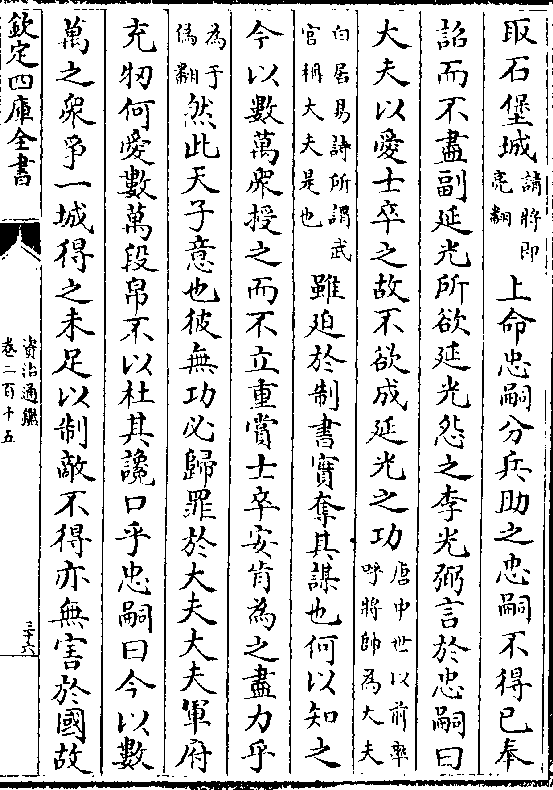 取石堡城請將即亮翻上命忠嗣分兵助之忠嗣不得已奉
詔而不盡副延光所欲延光怨之李光弼言於忠嗣曰
大夫以愛士卒之故不欲成延光之功唐中世以前率呼將帥為大夫
白居易詩所謂武官稱大夫是也雖迫於制書實奪其謀也何以知之
今以數萬衆授之而不立重賞士卒安肯為之盡力乎
為于偽翻然此天子意也彼無功必歸罪於大夫大夫軍府
充牣何愛數萬段帛不以杜其讒口乎忠嗣曰今以數
萬之衆爭一城得之未足以制敵不得亦無害於國故
欽定四庫全書
資治通鑑
卷二百十五
三十六